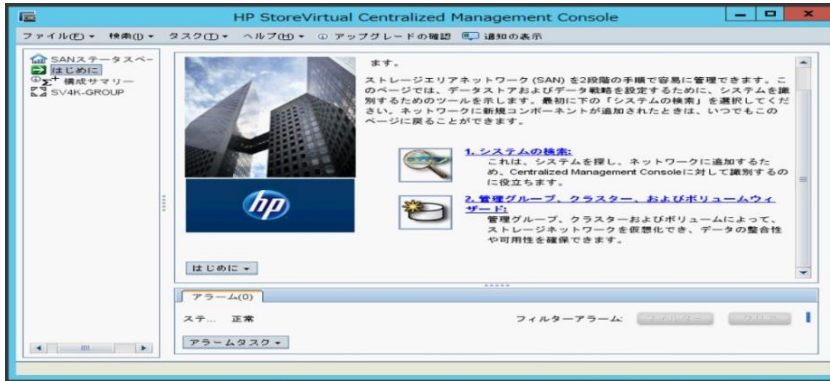 HP StoreVirtual Centralized Management Console
ファイル(F) 検索(I) タスク(T) ヘルプ(H) アップグレードの確認 通知の表示
SANステータスペー
はじめに
構成サマリー
SV4K-GROUP
ます。
ストレージエリアネットワーク (SAN) を2段階の手順で容易に管理できます。こ
のページでは、データストアおよびデータ戦略を設定するために、システムを識
別するためのツールを示します。最初に下の「システムの検索」を選択してくだ
さい。ネットワークに新規コンポーネントが追加されたときは、いつでもこの
ページに戻ることができます。
1. システムの検索:
これは、システムを探し、ネットワークに追加するた
め、Centralized Management Consoleに対して識別するの
に役立ちます。
2. 管理グループ、クラスター、およびボリュームウィ
ザード:
管理グループ、クラスターおよびボリュームによって、
ストレージネットワークを仮想化でき、データの整合性
や可用性を確保できます。
hp
はじめに
アラーム(0)
ステ... 正常 フィルターアラーム:
アラームタスク